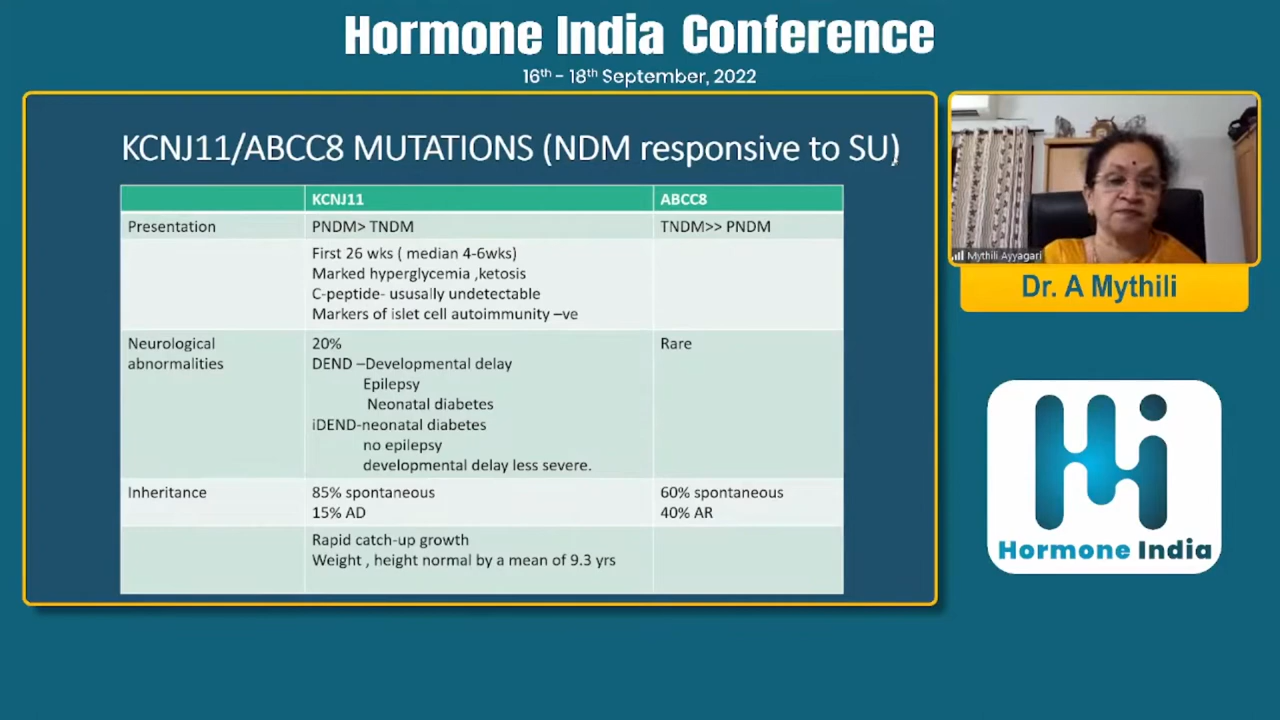 Hormone India Conference
16th - 18th September, 2022
KCNJ11/ABCC8 MUTATIONS (NDM responsive to SU)
KCNJ11 ABCC8
Presentation PNDM> TNDM TNDM>> PNDM
First 26 wks ( median 4-6wks)
Marked hyperglycemia ,ketosis
C-peptide- ususally undetectable
Markers of islet cell autoimmunity –ve
Neurological 20% Rare
abnormalities DEND –Developmental delay
Epilepsy
Neonatal diabetes
iDEND-neonatal diabetes
no epilepsy
developmental delay less severe.
Inheritance 85% spontaneous 60% spontaneous
15% AD 40% AR
Rapid catch-up growth
Weight , height normal by a mean of 9.3 yrs
Mythili Ayyagari
Dr. A Mythili
Hi
Hormone India